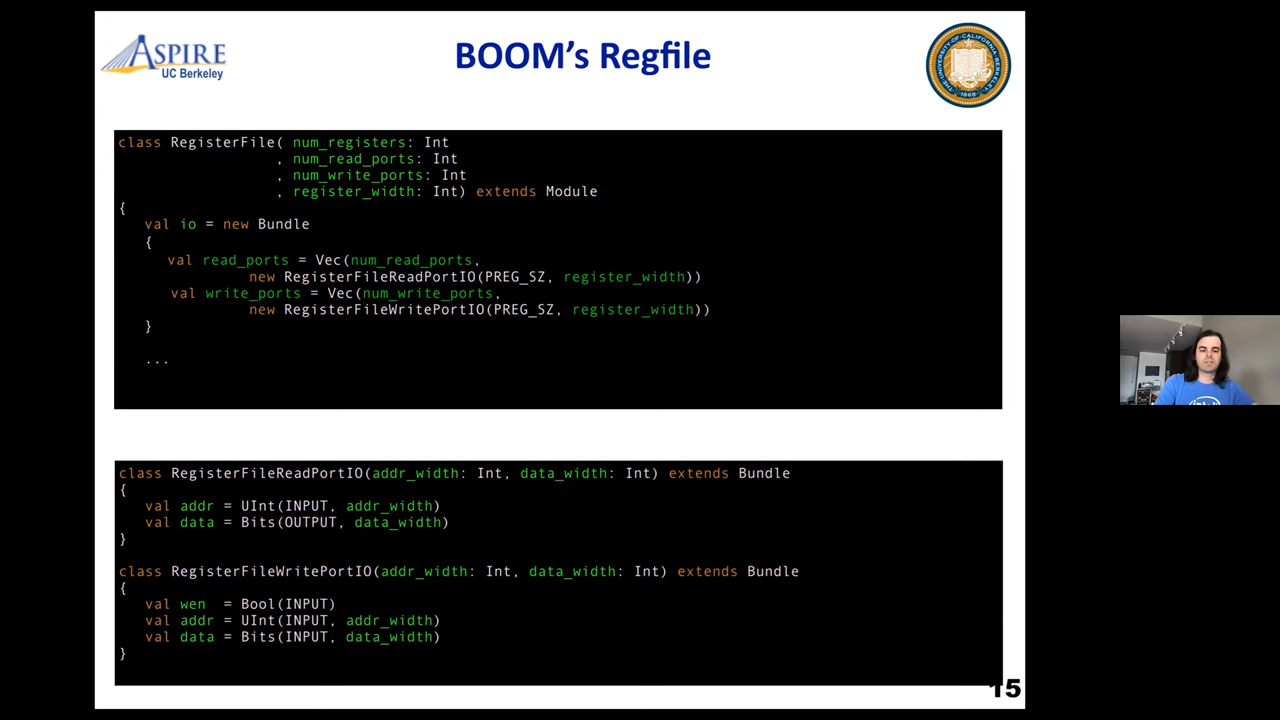 ASPIRE
UC Berkeley
BOOM's Regfile
class RegisterFile( num_registers: Int
, num_read_ports: Int
, num_write_ports: Int
, register_width: Int) extends Module
{
val io = new Bundle
{
val read_ports = Vec(num_read_ports,
new RegisterFileReadPortIO(PREG_SZ, register_width))
val write_ports = Vec(num_write_ports,
new RegisterFileWritePortIO(PREG_SZ, register_width))
}
...
class RegisterFileReadPortIO(addr_width: Int, data_width: Int) extends Bundle
{
val addr = UInt(INPUT, addr_width)
val data = Bits(OUTPUT, data_width)
}
class RegisterFileWritePortIO(addr_width: Int, data_width: Int) extends Bundle
{
val wen  = Bool(INPUT)
val addr = UInt(INPUT, addr_width)
val data = Bits(INPUT, data_width)
}
15